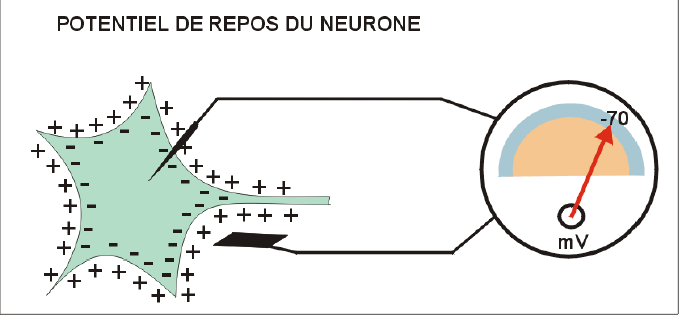 POTENTIEL DE REPOS DU NEURONE
-70
mV